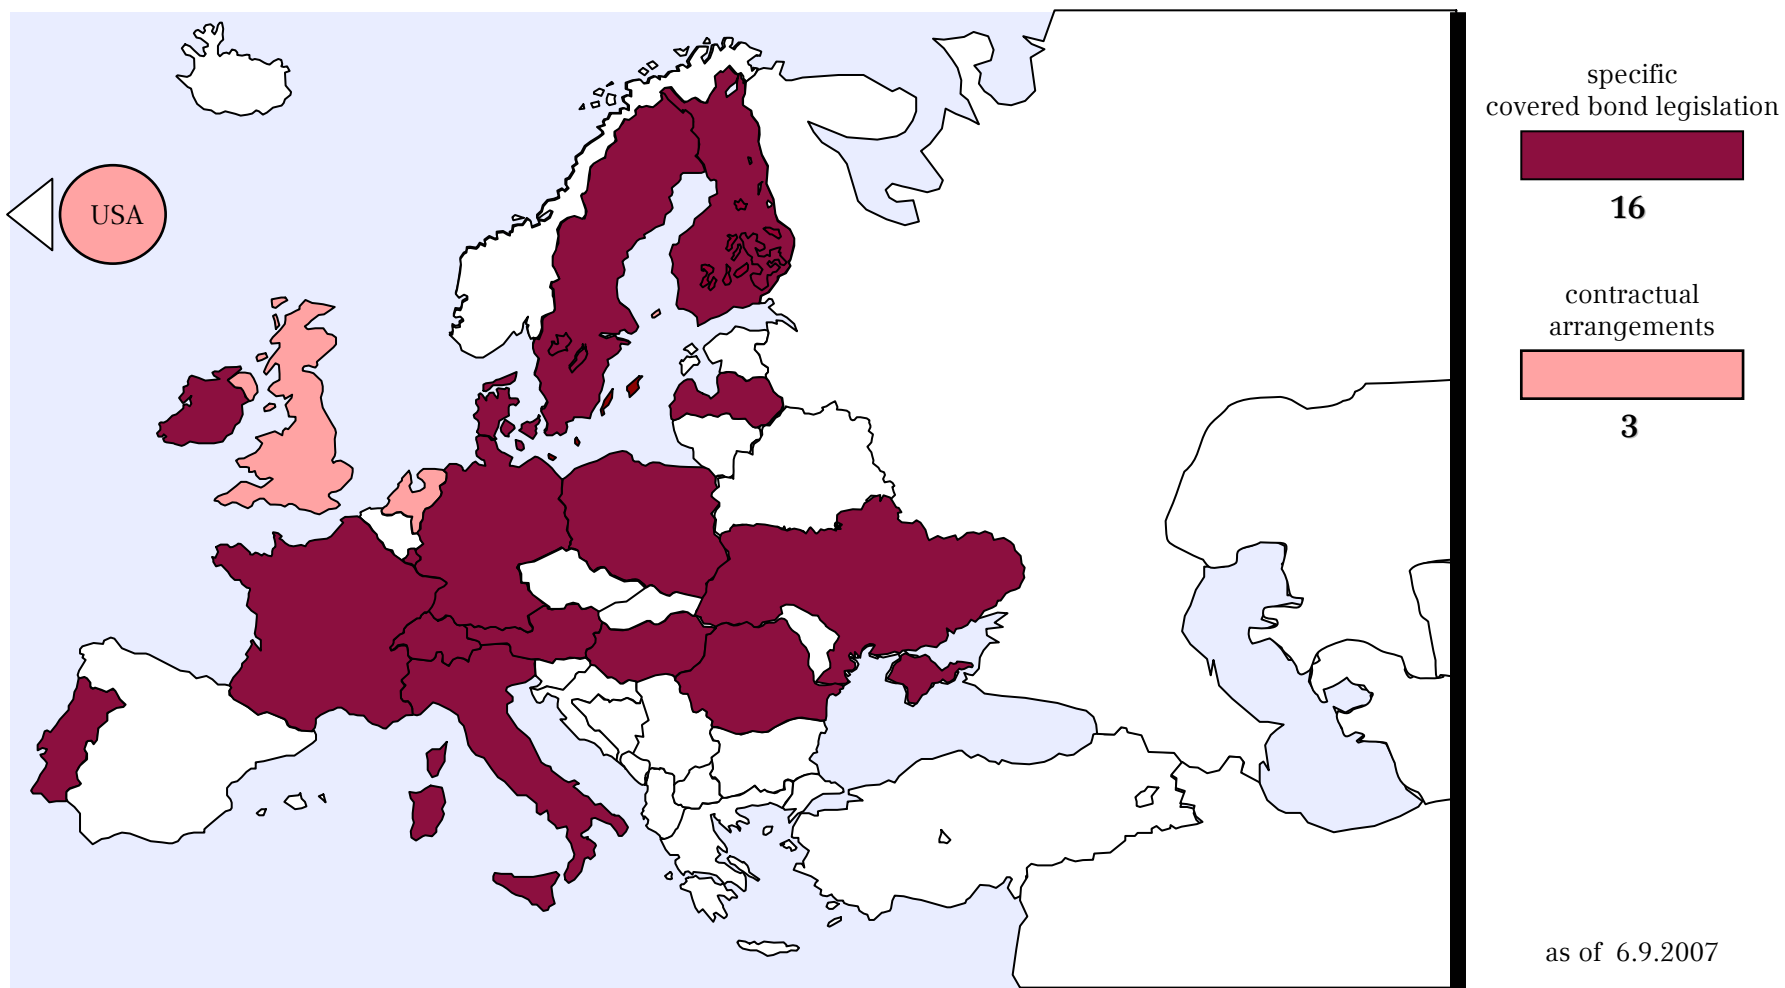 USA
specific
covered bond legislation
16
contractual
arrangements
3
as of 6.9.2007